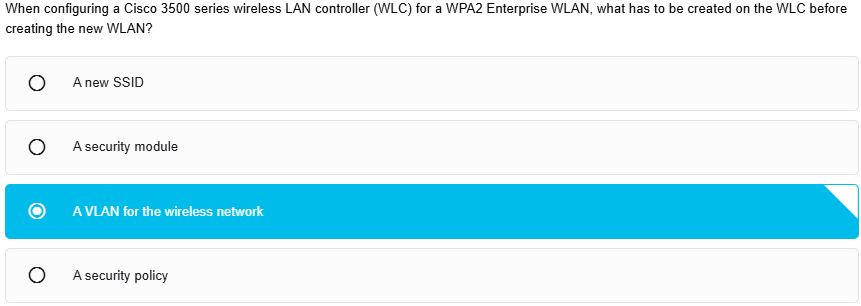 When configuring a Cisco 3500 series wireless LAN controller (WLC) for a WPA2 Enterprise WLAN, what has to be created on the WLC before
creating the new WLAN?
A new SSID
A security module
A VLAN for the wireless network
A security policy